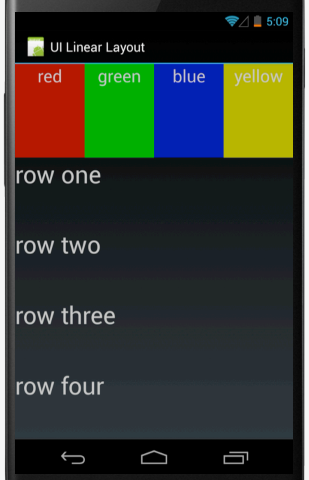 5:09
UI Linear Layout
red green blue yellow
row one
row two
row three
row four